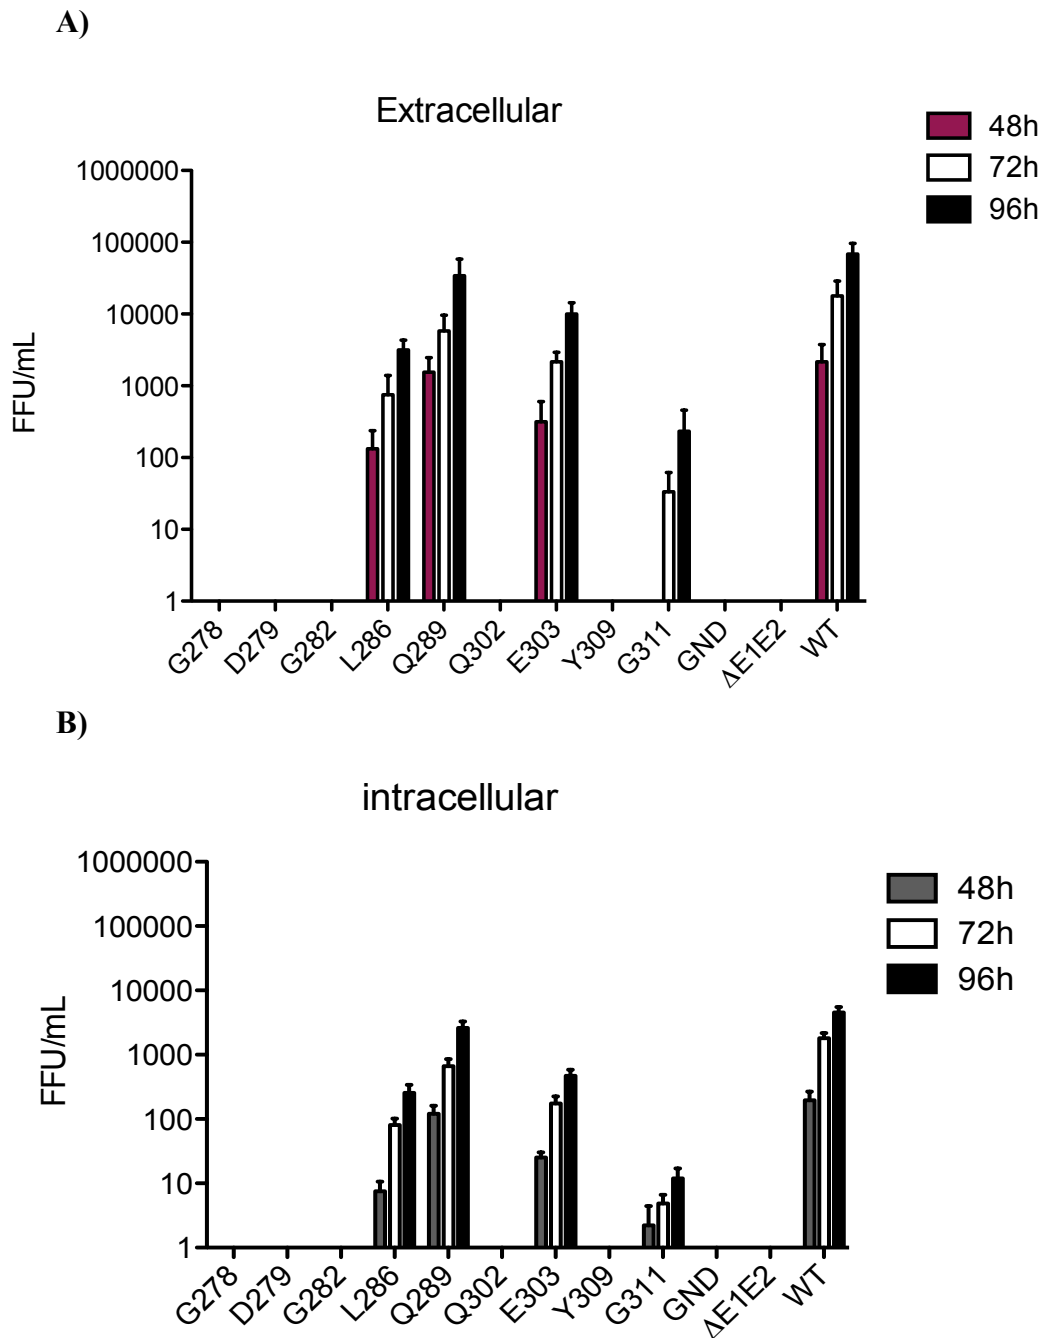 A)
Extracellular
48h
72h
96h
1000000
100000
10000
1000
100
10
1
FFU/mL
G278 D279 G282 L286 Q289 Q302 E303 Y309 G311 GND ΔE1E2 WT
B)
intracellular
48h
72h
96h
1000000
100000
10000
1000
100
10
1
FFU/mL
G278 D279 G282 L286 Q289 Q302 E303 Y309 G311 GND ΔE1E2 WT